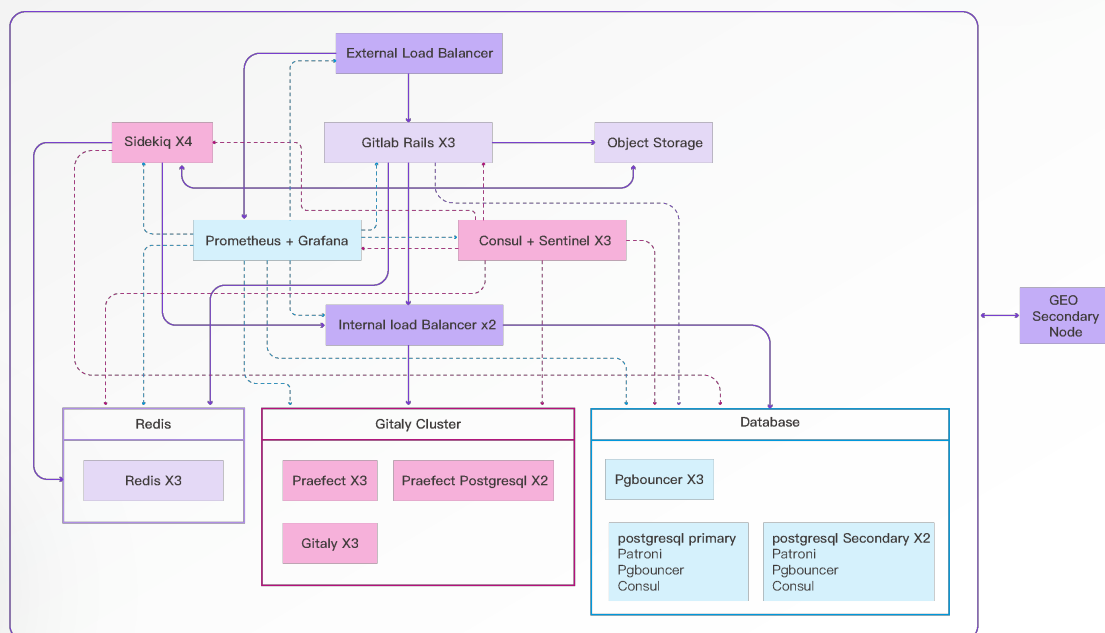 External Load Balancer
Sidekiq X4
Gitlab Rails X3
Object Storage
Prometheus + Grafana
Consul + Sentinel X3
GEO
Secondary
Node
Internal load Balancer x2
Redis
Redis X3
Gitaly Cluster
Praefect X3
Praefect Postgresql X2
Gitaly X3
Database
Pgbouncer X3
postgresql primary
Patroni
Pgbouncer
Consul
postgresql Secondary X2
Patroni
Pgbouncer
Consul